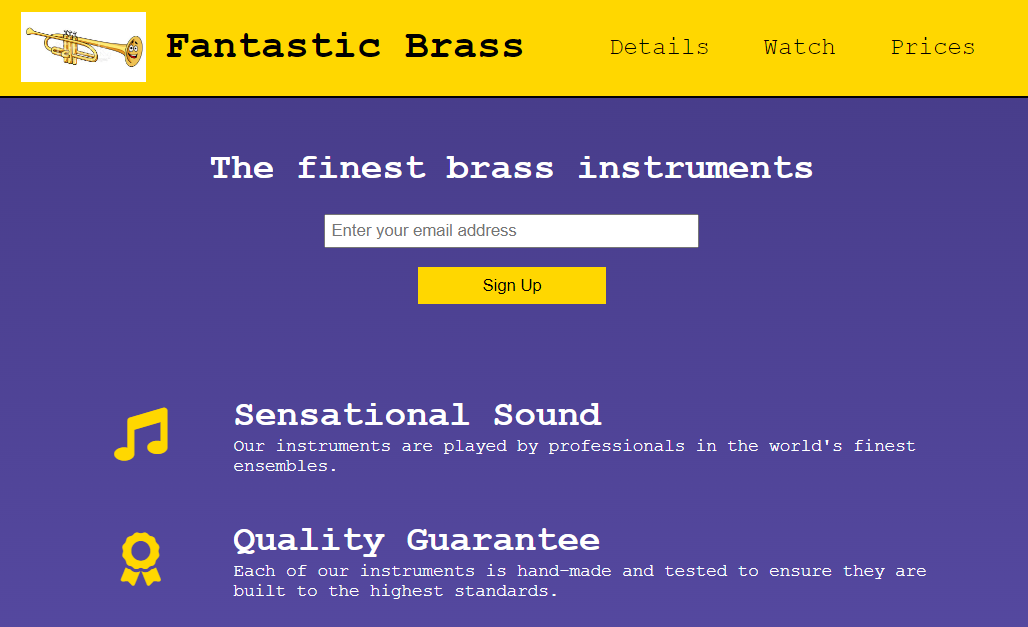 Fantastic Brass
Details
Watch
Prices
The finest brass instruments
Enter your email address
Sign Up
Sensational Sound
Our instruments are played by professionals in the world's finest
ensembles.
Quality Guarantee
Each of our instruments is hand-made and tested to ensure they are
built to the highest standards.